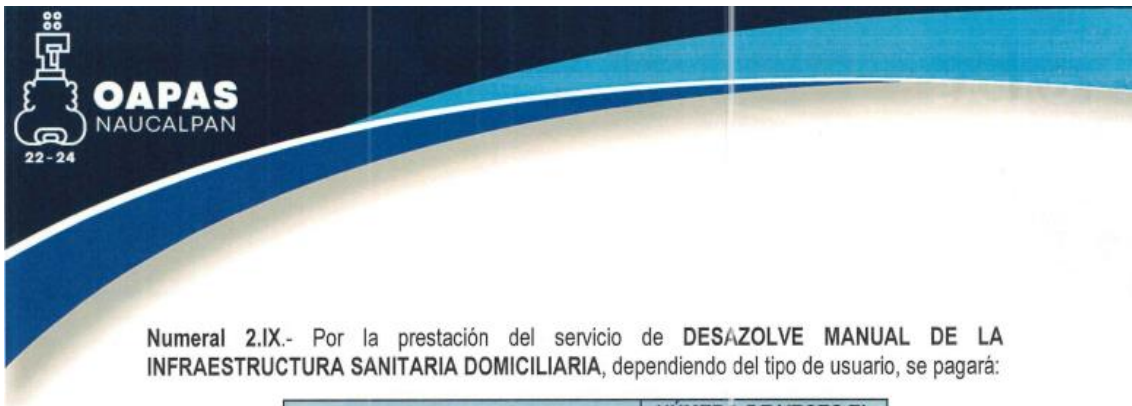 OAPAS
NAUCALPAN
22-24
Numeral 2.IX.- Por la prestación del servicio de DESAZOLVE MANUAL DE LA
INFRAESTRUCTURA SANITARIA DOMICILIARIA, dependiendo del tipo de usuario, se pagará: